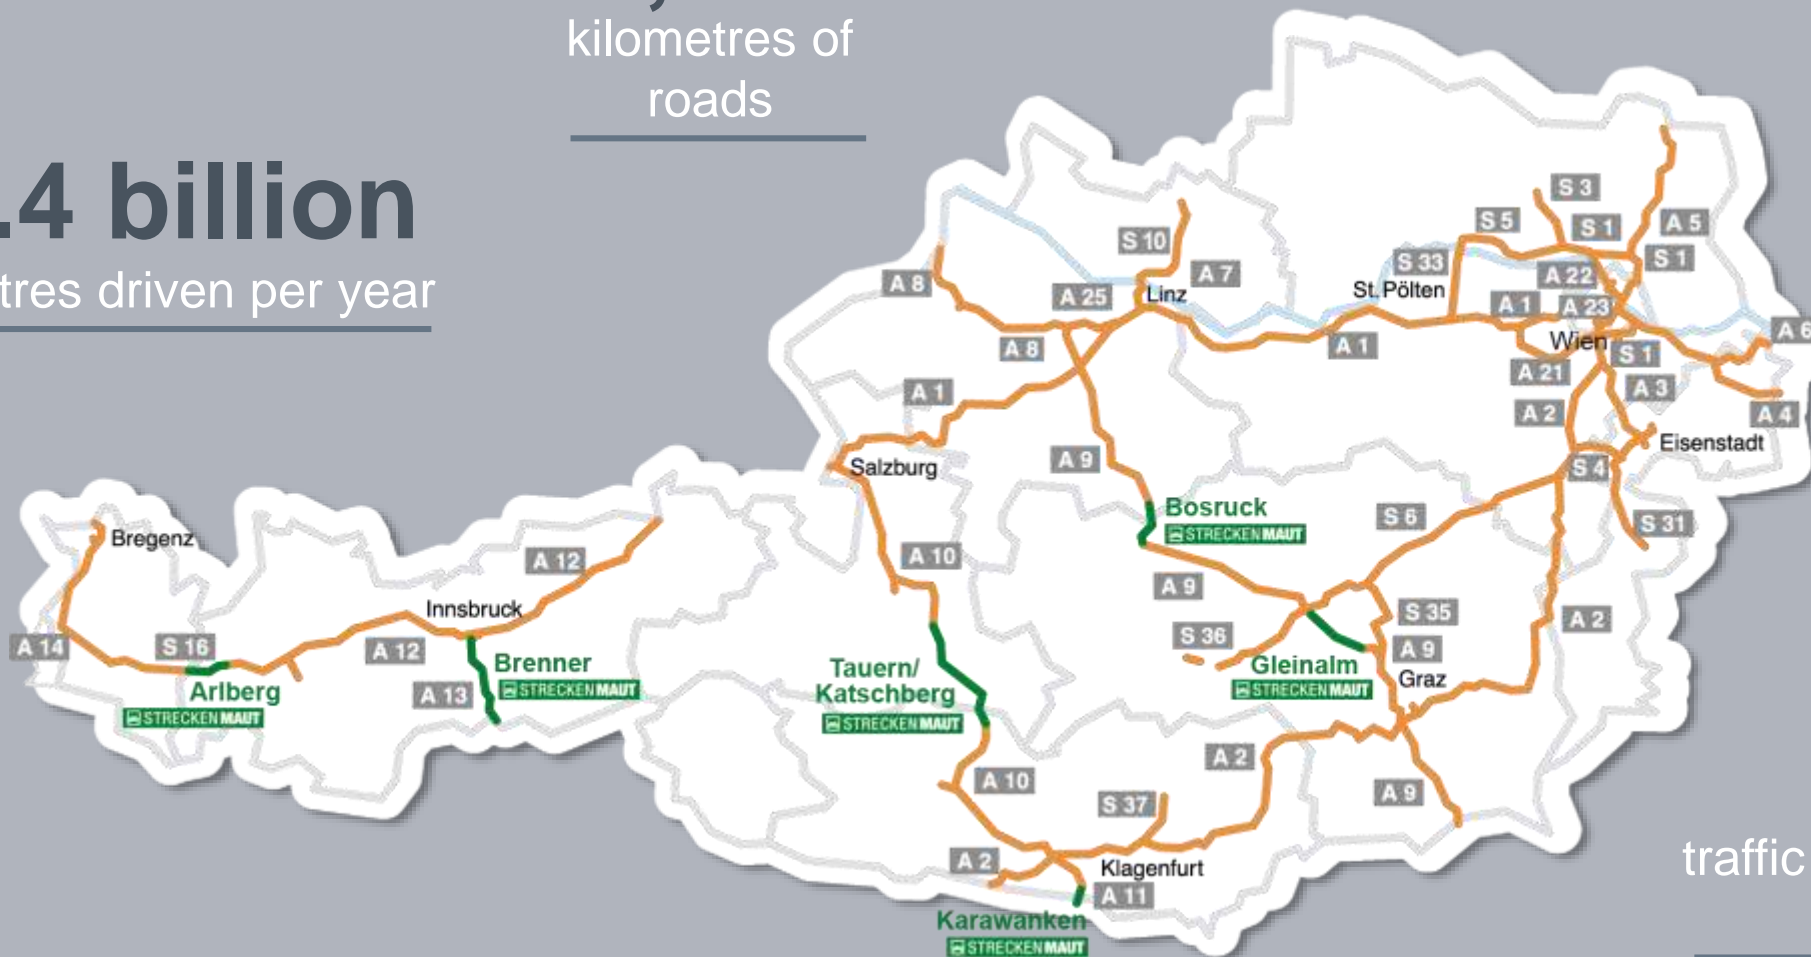 kilometres of
roads
.4 billion
tres driven per year
S 3
S 5
S 1
A 5
S 10
S 33
S 1
A 8
A 7
A 22
A 25
Linz
St. Pölten
A 1
A 23
A 6
A 8
A 1
Wien
S 1
A 21
A 3
A 1
A 2
A 4
Eisenstadt
Salzburg
A 9
S 4
Bosruck
STRECKENMAUT
S 6
S 31
Bregenz
A 12
A 10
A 9
Innsbruck
S 35
A 2
A 14
S 16
A 12
S 36
A 9
Brenner
STRECKENMAUT
Tauern/
Katschberg
STRECKENMAUT
Gleinalm
STRECKENMAUT
Graz
Arlberg
STRECKENMAUT
A 13
A 2
A 10
A 9
S 37
A 2
Klagenfurt
A 11
traffic
Karawanken
STRECKENMAUT